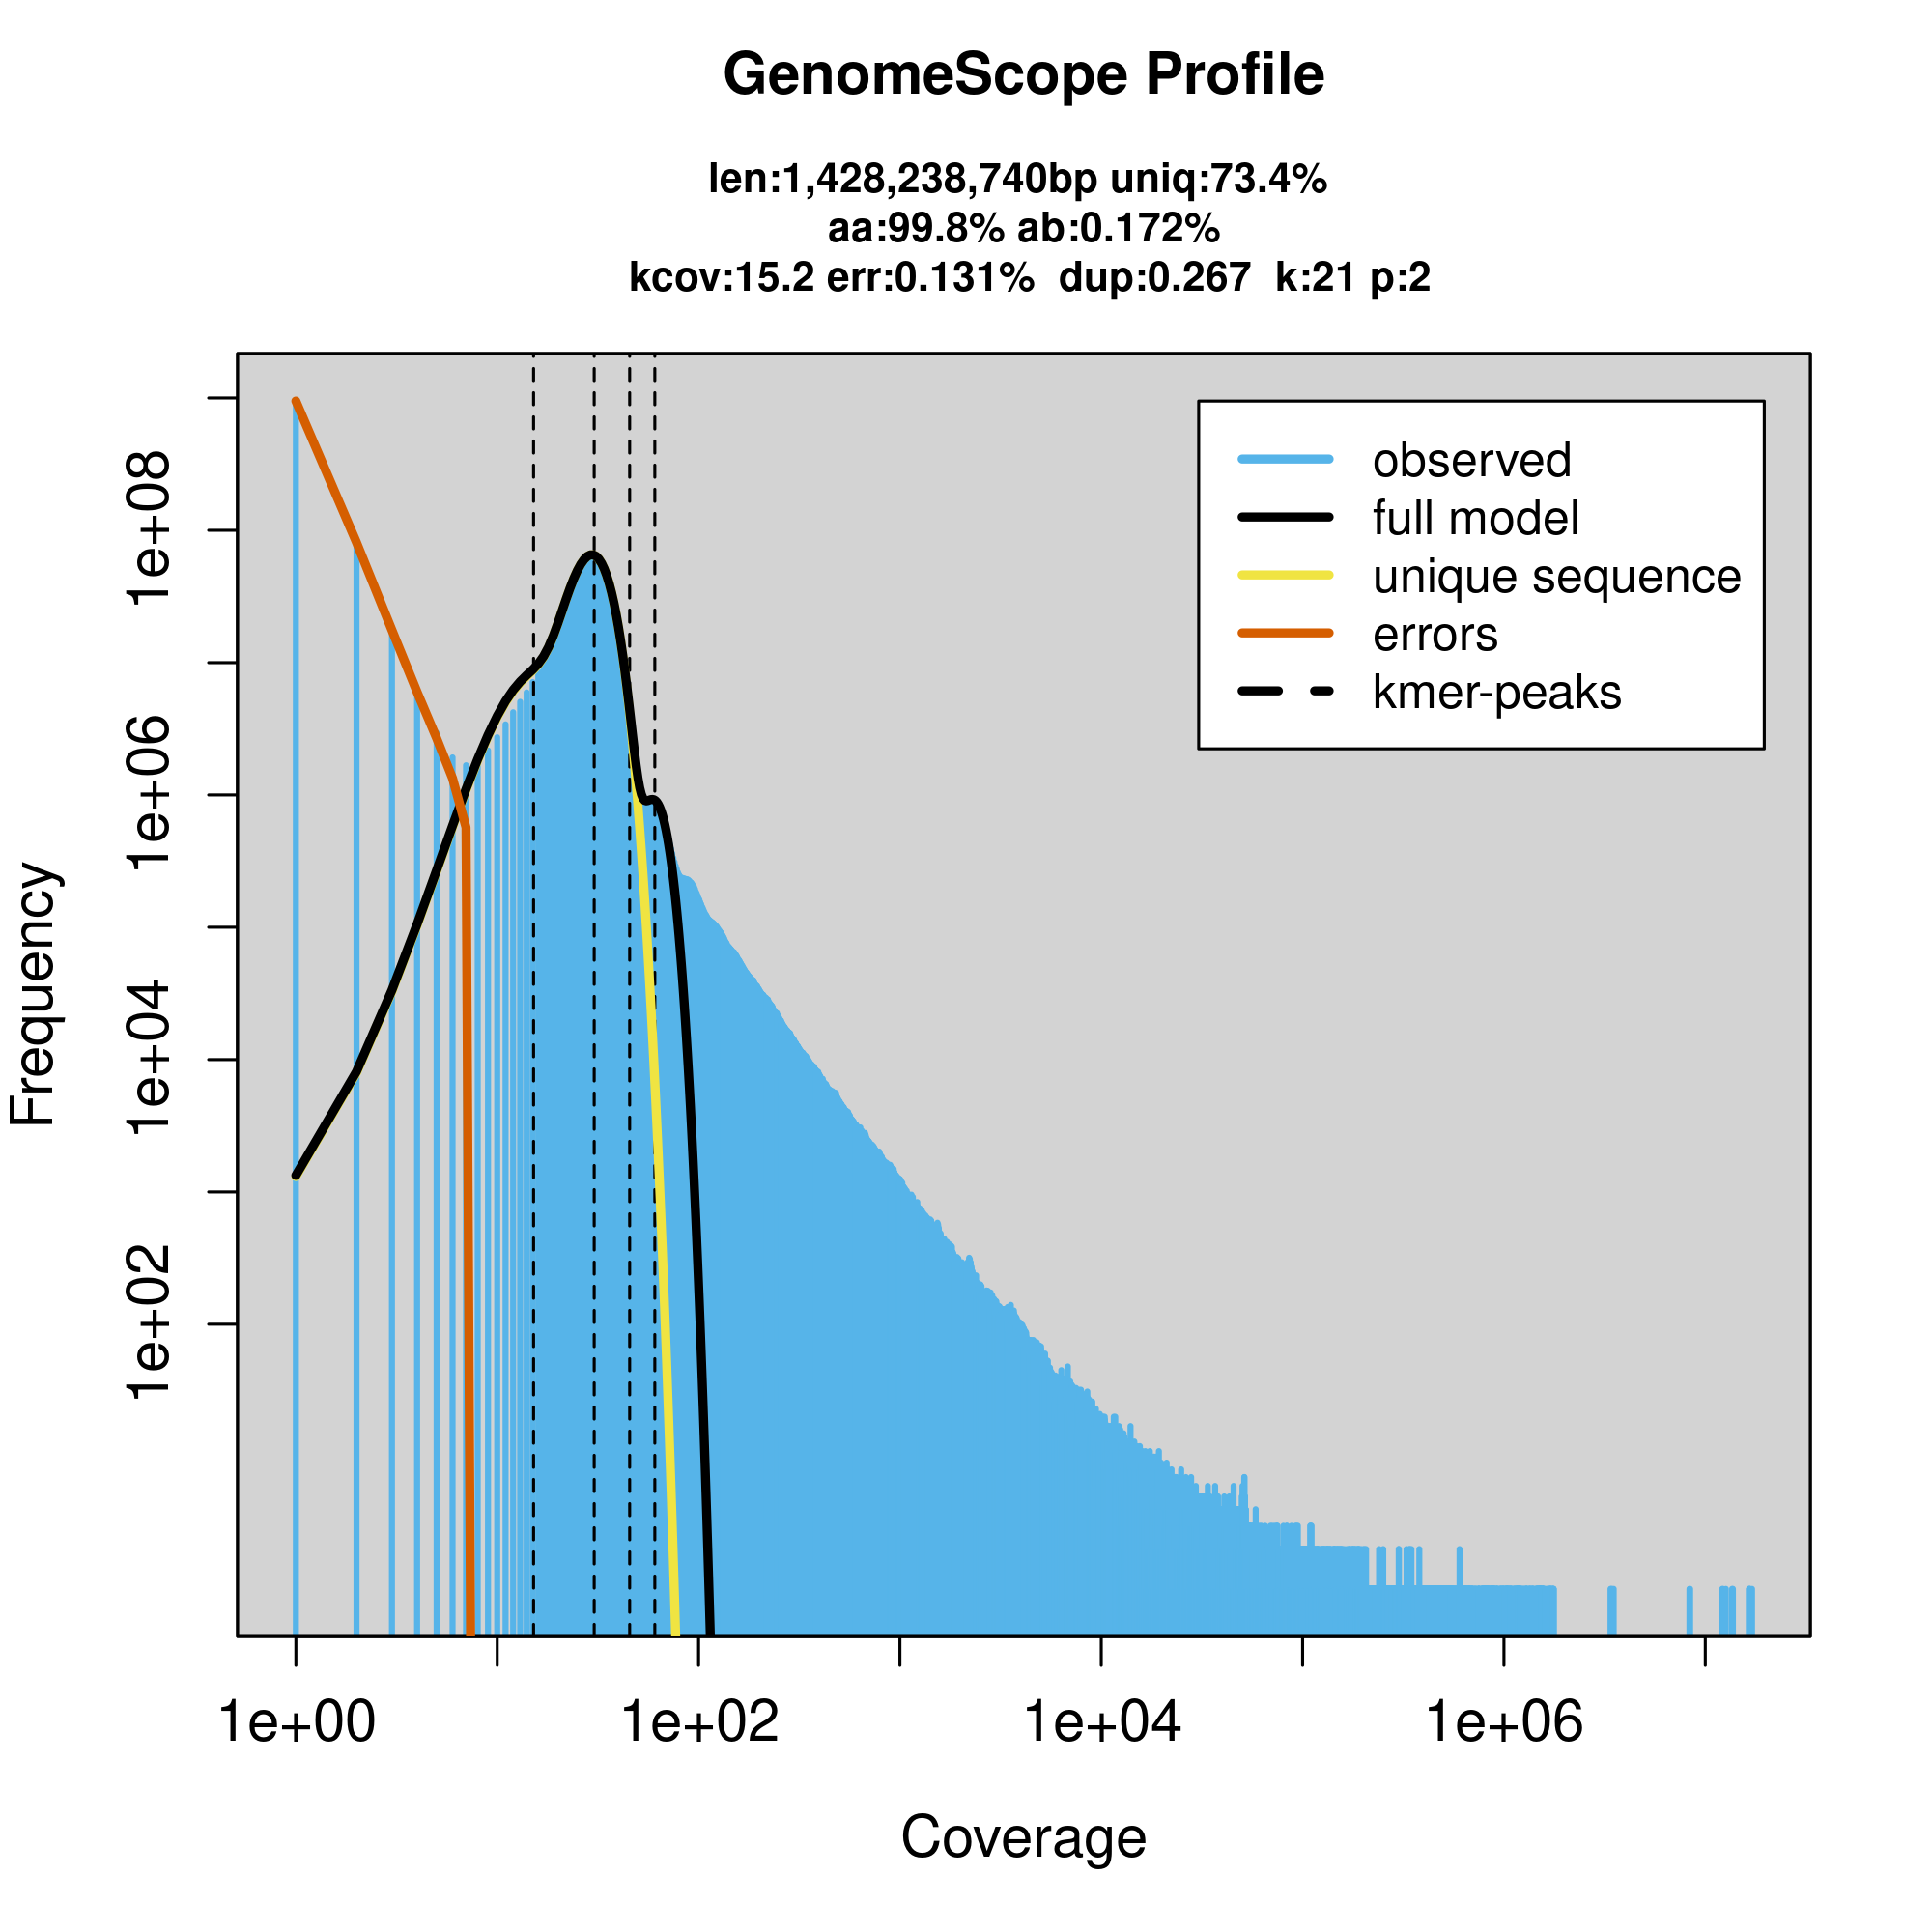 GenomeScope Profile
len:1,428,238,740bp uniq:73.4%
aa:99.8% ab:0.172%
kcov:15.2 err:0.131%  dup:0.267  k:21 p:2
observed
full model
unique sequence
errors
kmer-peaks
Frequency
1e+08
1e+06
1e+04
1e+02
1e+00
1e+02
1e+04
1e+06
Coverage